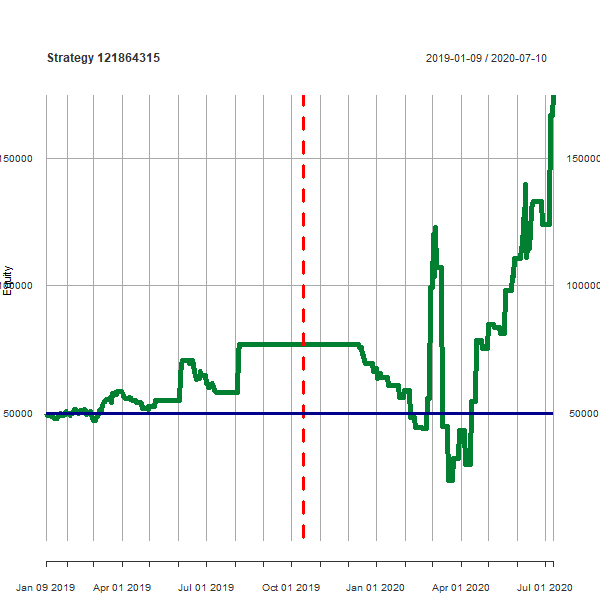 Strategy 121864315
2019-01-09 / 2020-07-10
150000
150000
100000
100000
Equity
50000
50000
Jan 09 2019
Apr 01 2019
Jul 01 2019
Oct 01 2019
Jan 01 2020
Apr 01 2020
Jul 01 2020